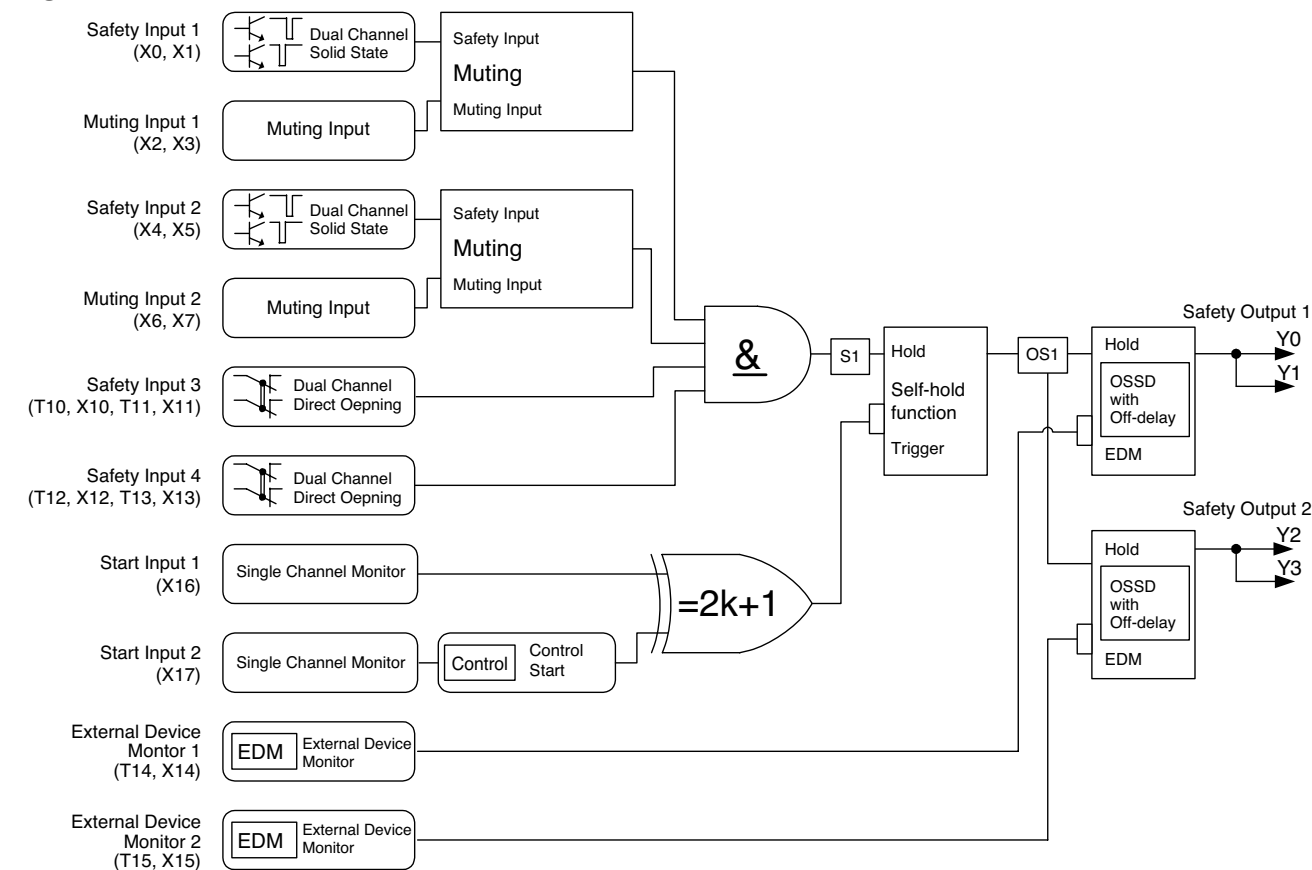 Safety Input 1
(X0, X1)
Dual Channel
Solid State
Safety Input
Muting
Muting Input
Muting Input 1
(X2, X3)
Muting Input
Safety Input 2
(X4, X5)
Dual Channel
Solid State
Safety Input
Muting
Muting Input
Muting Input 2
(X6, X7)
Muting Input
Safety Input 3
(T10, X10, T11, X11)
Dual Channel
Direct Oepning
Safety Input 4
(T12, X12, T13, X13)
Dual Channel
Direct Oepning
&
S1
Hold
Self-hold
function
Trigger
OS1
Safety Output 1
Hold
OSSD
with
Off-delay
EDM
Y0
Y1
Safety Output 2
Hold
OSSD
with
Off-delay
EDM
Y2
Y3
Start Input 1
(X16)
Single Channel Monitor
=2k+1
Start Input 2
(X17)
Single Channel Monitor
Control
Control
Start
External Device
Montor 1
(T14, X14)
EDM
External Device
Monitor
External Device
Monitor 2
(T15, X15)
EDM
External Device
Monitor